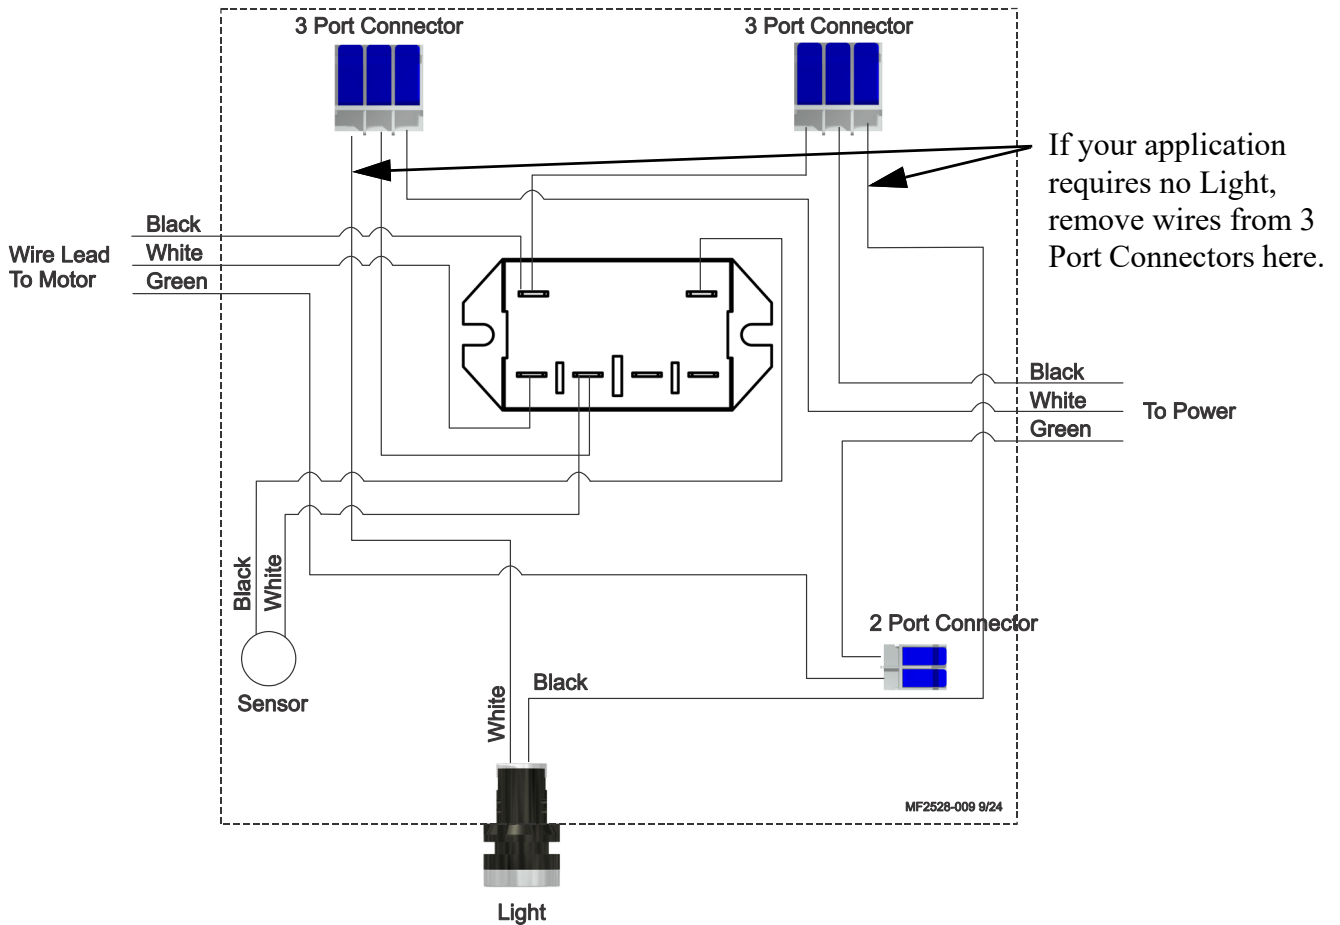 3 Port Connector
3 Port Connector
If your application
requires no Light,
remove wires from 3
Port Connectors here.
Wire Lead
To Motor
Black
White
Green
Black
White
Green
To Power
Black
White
Sensor
2 Port Connector
White
Black
MF2528-009 9/24
Light